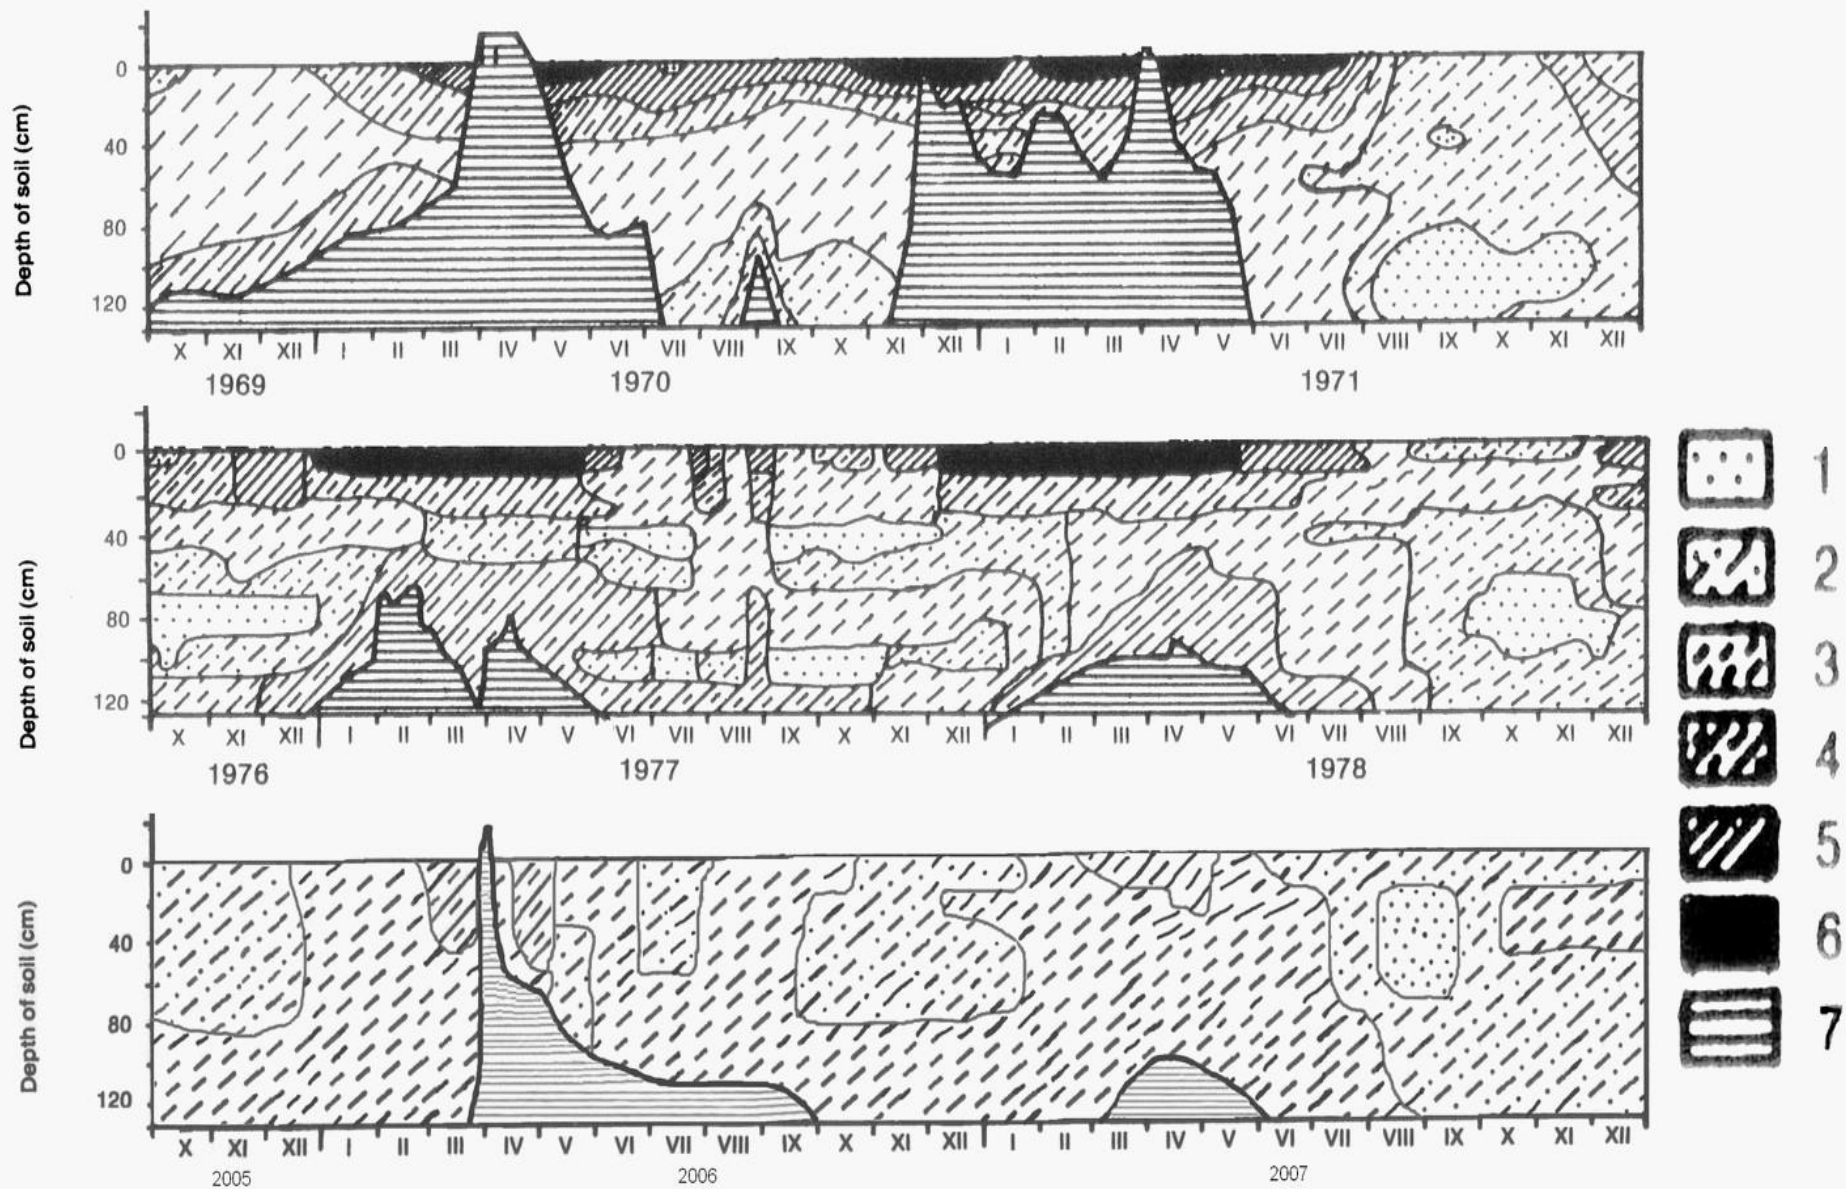 Depth of soil (cm)
0
40
80
120
X XI XII I II III IV V VI VII VIII IX X XI XII I II III IV V VI VII VIII IX X XI XII
1969 1970 1971
Depth of soil (cm)
0
40
80
120
X XI XII I II III IV V VI VII VIII IX X XI XII I II III IV V VI VII VIII IX X XI XII
1976 1977 1978
Depth of soil (cm)
0
40
80
120
X XI XII I II III IV V VI VII VIII IX X XI XII I II III IV V VI VII VIII IX X XI XII
2005 2006 2007
1
2
3
4
5
6
7